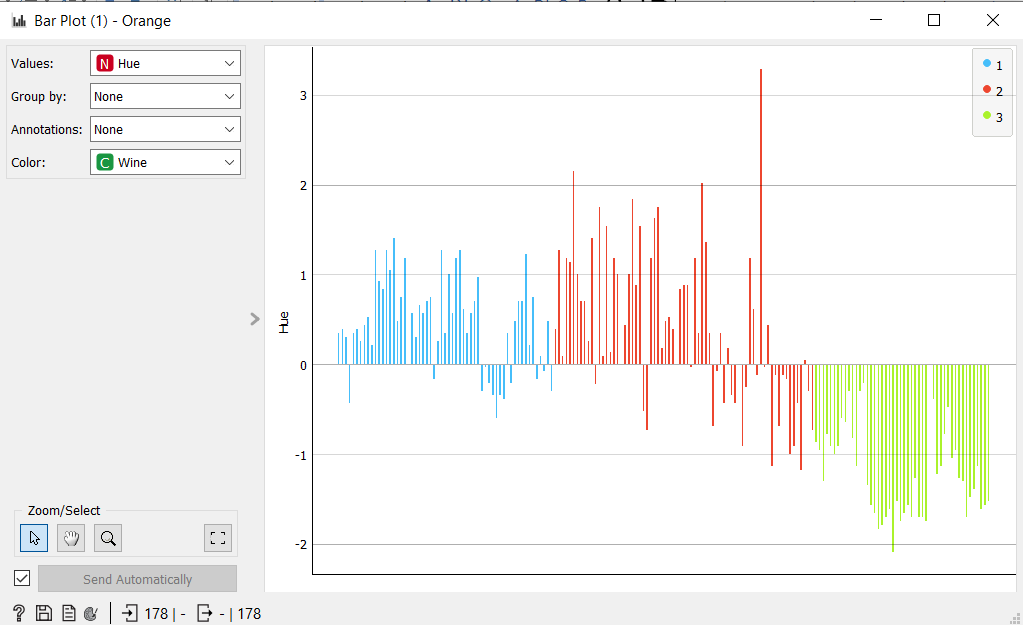 Bar Plot (1) - Orange
Values: N Hue
Group by: None
Annotations: None
Color: C Wine
Zoom/Select
Send Automatically
? 178 | - - | 178
3
2
1
0
-1
-2
Hue
1
2
3